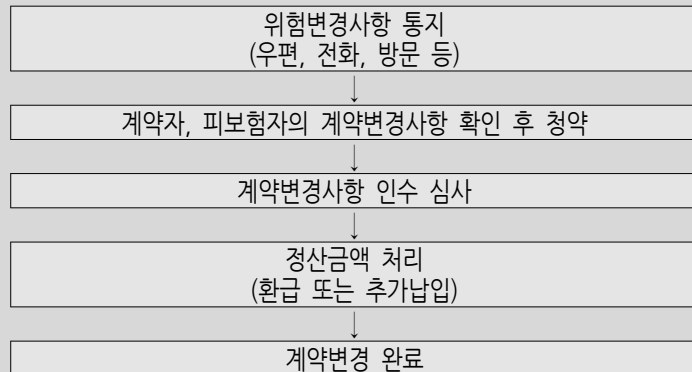 위험변경사항 통지
(우편, 전화, 방문 등)
↓
계약자, 피보험자의 계약변경사항 확인 후 청약
↓
계약변경사항 인수 심사
↓
정산금액 처리
(환급 또는 추가납입)
↓
계약변경 완료